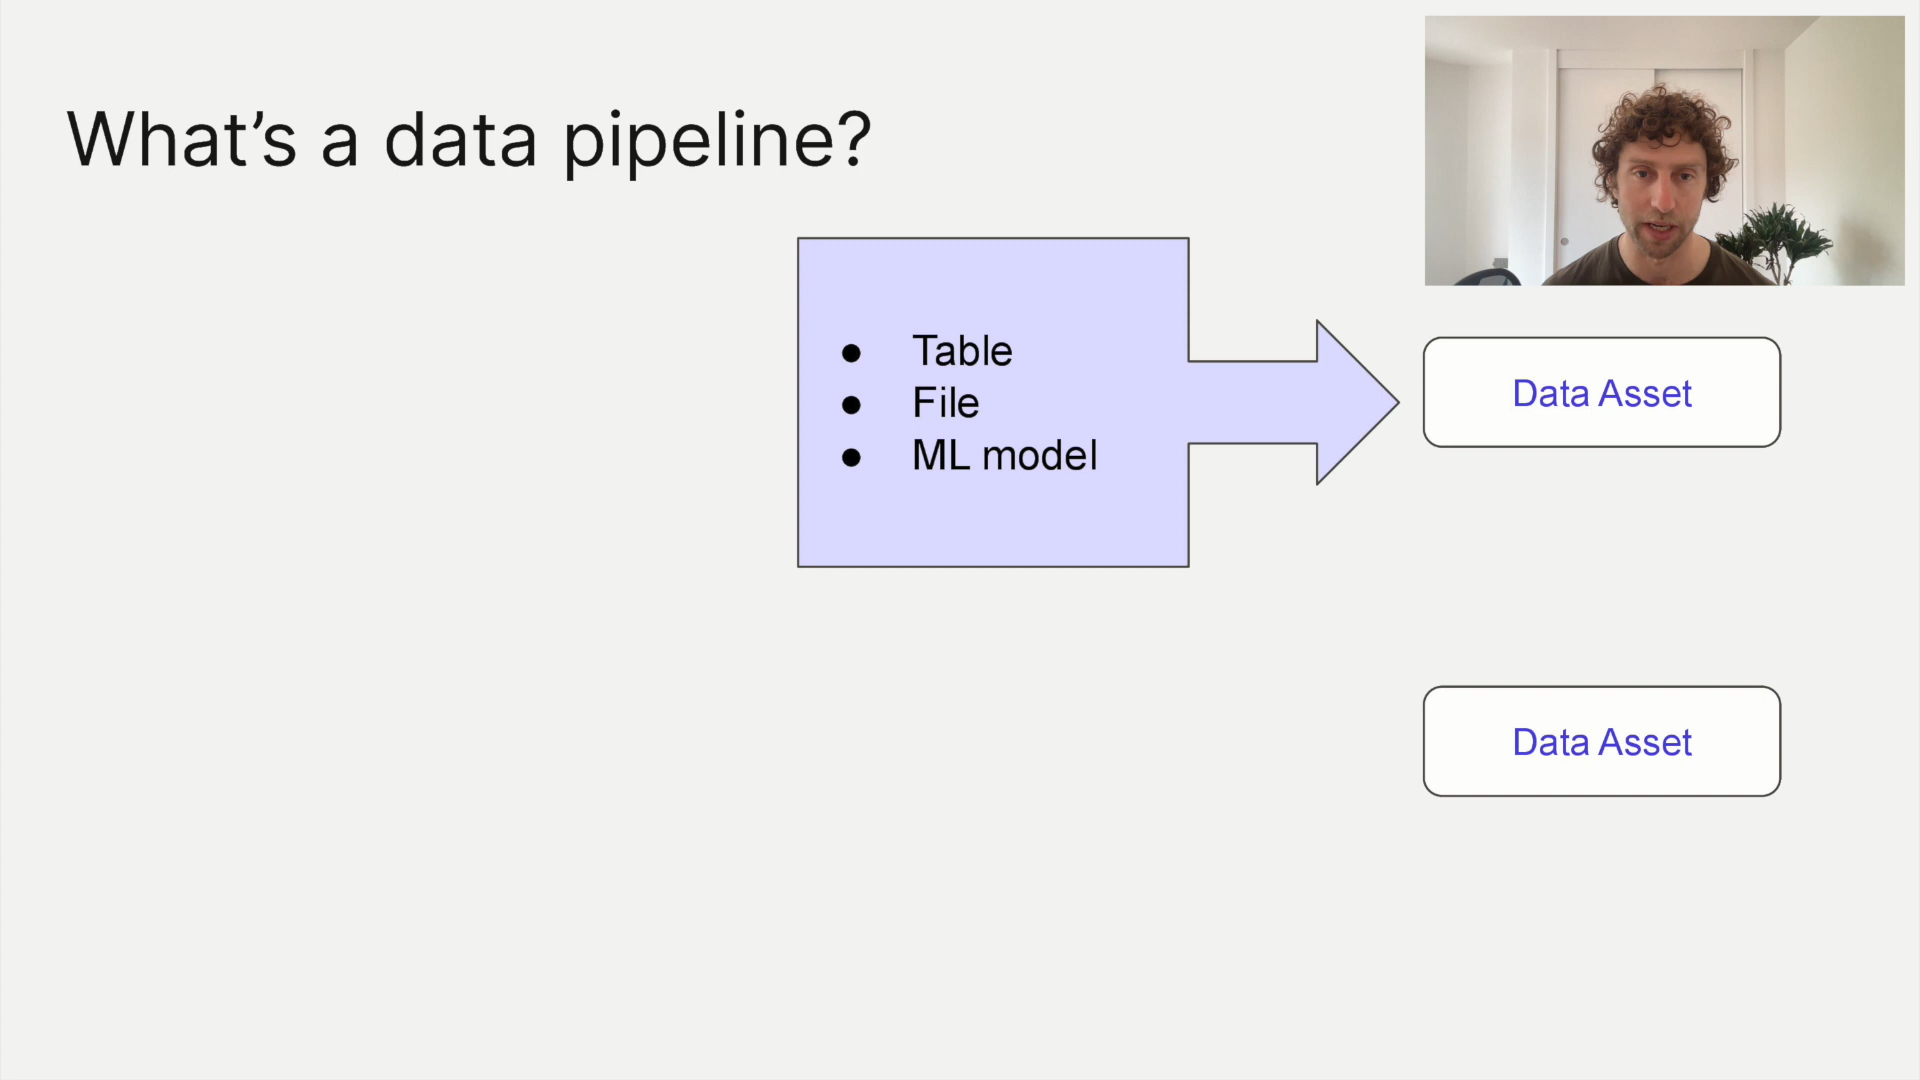 What’s a data pipeline?
● Table
● File
● ML model
Data Asset
Data Asset